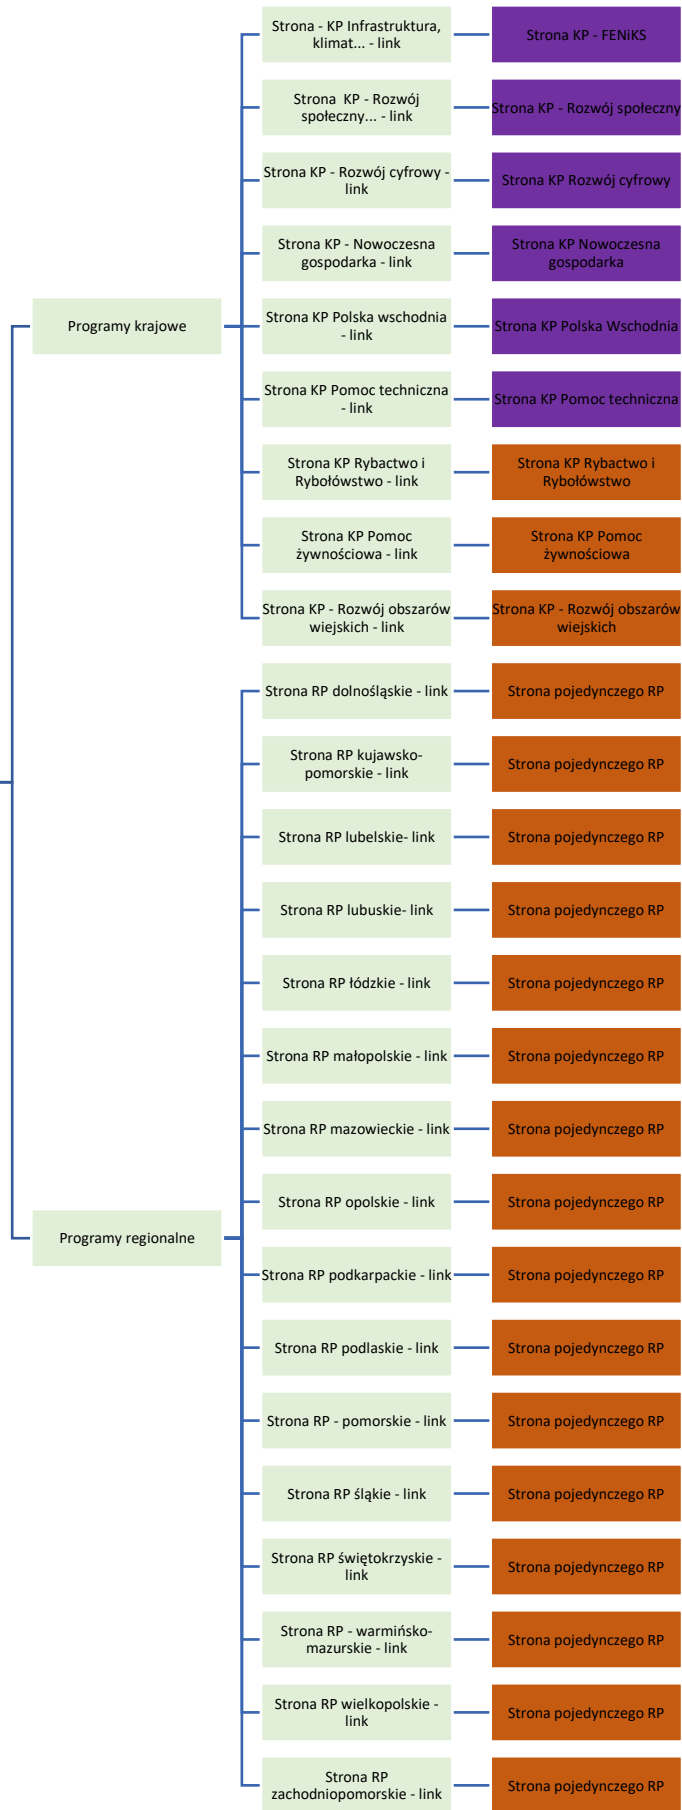 Strona - KP Infrastruktura,
klimat... - link
Strona KP - FENiKS
Strona  KP - Rozwój
społeczny... - link
Strona KP - Rozwój społeczny
Strona KP - Rozwój cyfrowy -
link
Strona KP Rozwój cyfrowy
Strona KP - Nowoczesna
gospodarka - link
Strona KP Nowoczesna
gospodarka
Programy krajowe
Strona KP Polska wschodnia
- link
Strona KP Polska Wschodnia
Strona KP Pomoc techniczna
- link
Strona KP Pomoc techniczna
Strona KP Rybactwo i
Rybołówstwo - link
Strona KP Rybactwo i
Rybołówstwo
Strona KP Pomoc
żywnościowa - link
Strona KP Pomoc
żywnościowa
Strona KP - Rozwój obszarów
wiejskich - link
Strona KP - Rozwój obszarów
wiejskich
Strona RP dolnośląskie - link
Strona pojedynczego RP
Strona RP kujawsko-
pomorskie - link
Strona pojedynczego RP
Strona RP lubelskie- link
Strona pojedynczego RP
Strona RP lubuskie- link
Strona pojedynczego RP
Strona RP łódzkie - link
Strona pojedynczego RP
Strona RP małopolskie - link
Strona pojedynczego RP
Strona RP mazowieckie - link
Strona pojedynczego RP
Strona RP opolskie - link
Strona pojedynczego RP
Programy regionalne
Strona RP podkarpackie - link
Strona pojedynczego RP
Strona RP podlaskie - link
Strona pojedynczego RP
Strona RP - pomorskie - link
Strona pojedynczego RP
Strona RP śląkie - link
Strona pojedynczego RP
Strona RP świętokrzyskie -
link
Strona pojedynczego RP
Strona RP - warmińsko-
mazurskie - link
Strona pojedynczego RP
Strona RP wielkopolskie -
link
Strona pojedynczego RP
Strona RP
zachodniopomorskie - link
Strona pojedynczego RP